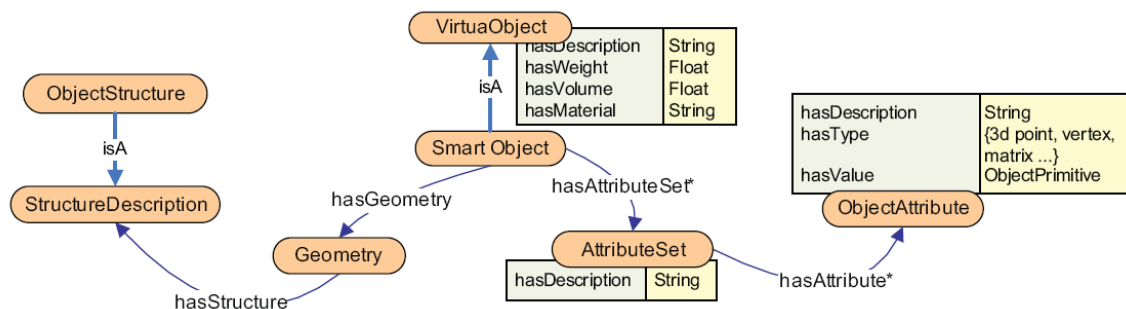 VirtuaObject
hasDescription String
hasWeight Float
hasVolume Float
hasMaterial String
isA
ObjectStructure
isA
StructureDescription
Smart Object
hasGeometry
hasAttributeSet*
Geometry
hasStructure
AttributeSet
hasDescription String
hasAttribute*
hasDescription String
hasType {3d point, vertex,
matrix ...}
hasValue ObjectPrimitive
ObjectAttribute